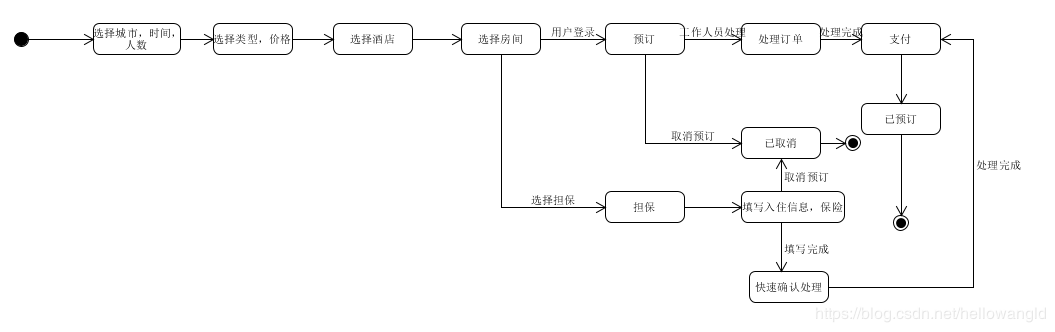 选择城市，时间，
人数
选择类型，价格
选择酒店
选择房间
用户登录
预订
工作人员处理
处理订单
处理完成
支付
已预订
取消预订
已取消
取消预订
处理完成
选择担保
担保
填写入住信息，保险
填写完成
快速确认处理
https://blog.csdn.net/hellowangld